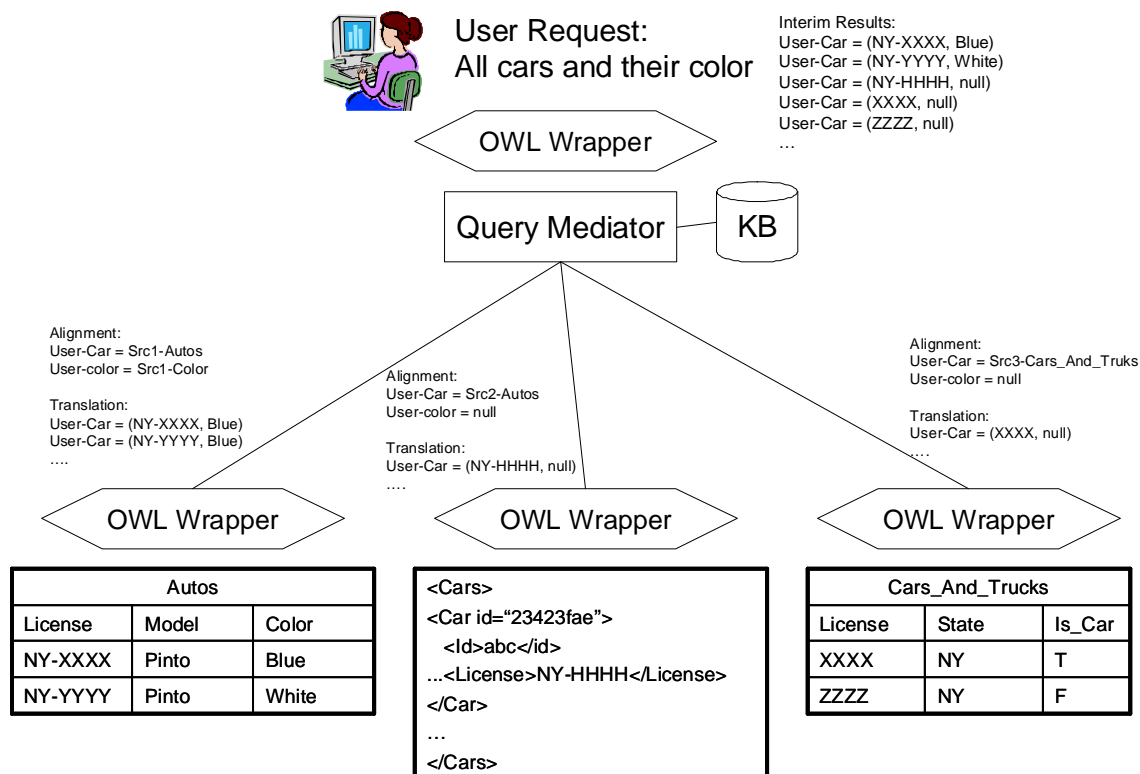 User Request:
All cars and their color
Interim Results:
User-Car = (NY-XXXX, Blue)
User-Car = (NY-YYYY, White)
User-Car = (NY-HHHH, null)
User-Car = (XXXX, null)
User-Car = (ZZZZ, null)
…
OWL Wrapper
Query Mediator
KB
Alignment:
User-Car = Src1-Autos
User-color = Src1-Color
Translation:
User-Car = (NY-XXXX, Blue)
User-Car = (NY-YYYY, Blue)
….
Alignment:
User-Car = Src2-Autos
User-color = null
Translation:
User-Car = (NY-HHHH, null)
….
Alignment:
User-Car = Src3-Cars_And_Truks
User-color = null
Translation:
User-Car = (XXXX, null)
….
OWL Wrapper
OWL Wrapper
OWL Wrapper
Autos
License Model Color
NY-XXXX Pinto Blue
NY-YYYY Pinto White
<Cars>
<Car id=“23423fae”>
<Id>abc</id>
...<License>NY-HHHH</License>
</Car>
…
</Cars>
Cars_And_Trucks
License State Is_Car
XXXX NY T
ZZZZ NY F